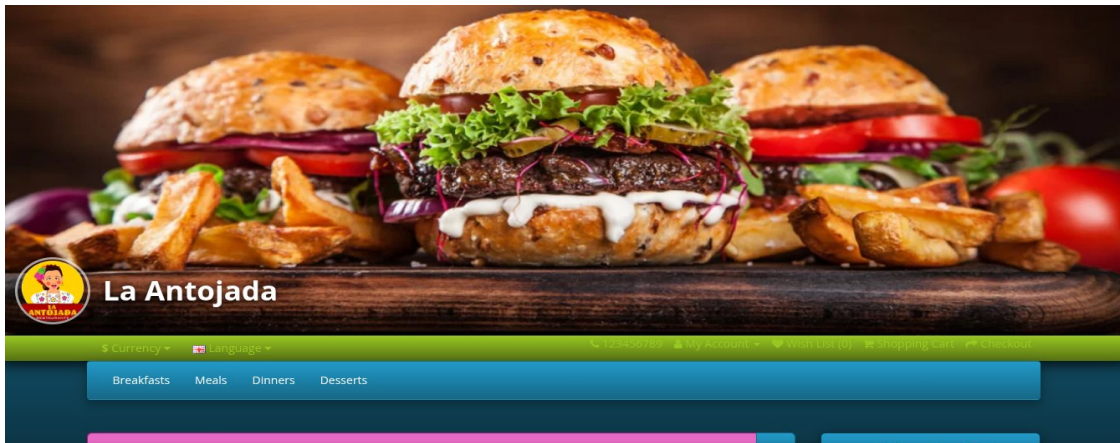 LA
ANTOJADA
RESTAURANTE
La Antojada
$ Currency
Language
123456789 My Account Wish List (0) Shopping Cart Checkout
Breakfasts Meals Dinners Desserts